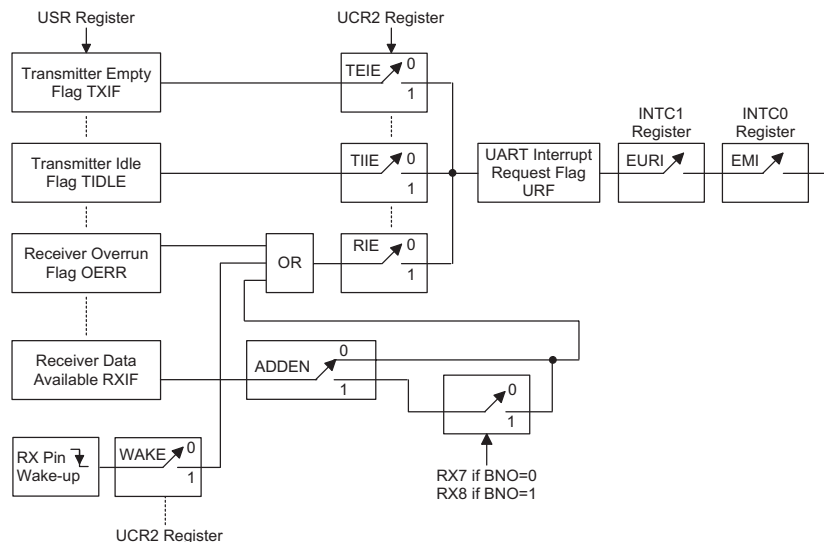 USR Register
UCR2 Register
Transmitter Empty
Flag TXIF
TEIE
0
1
INTC1
Register
INTC0
Register
Transmitter Idle
Flag TIDLE
TIIE
0
1
UART Interrupt
Request Flag
URF
EURI
EMI
Receiver Overrun
Flag OERR
OR
RIE
0
1
Receiver Data
Available RXIF
ADDEN
0
1
0
1
RX Pin
Wake-up
WAKE
0
1
RX7 if BNO=0
RX8 if BNO=1
UCR2 Register